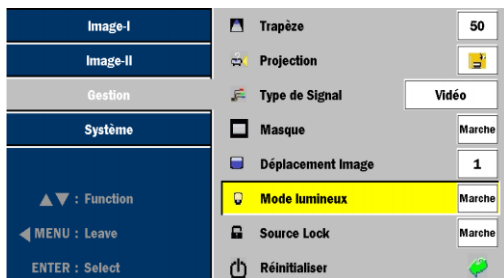 Image-I
Image-II
Gestion
Système
▲▼ : Function
◀ MENU : Leave
ENTER : Select
Trapèze 50
Projection
Type de Signal Vidéo
Masque Marche
Déplacement Image 1
Mode lumineux Marche
Source Lock Marche
Réinitialiser